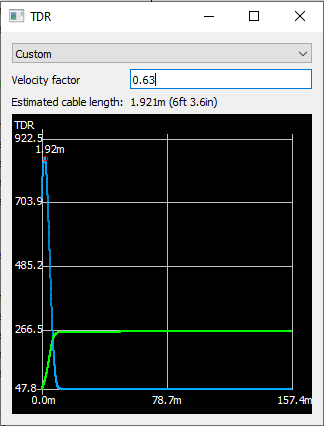 TDR
Custom
Velocity factor 0.63
Estimated cable length: 1.921m (6ft 3.6in)
TDR
922.5
1.92m
703.9
485.2
266.5
47.8
0.0m 78.7m 157.4m